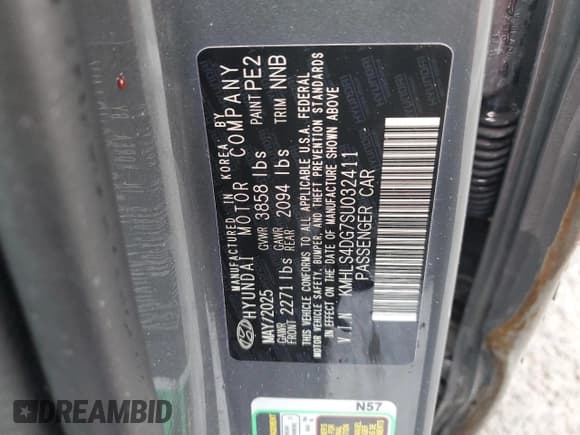 MANUFACTURED IN KOREA BY
HYUNDAI MOTOR COMPANY
MAY/2025 GVWR 3858 lbs PAINT PE2
GAWR FRONT 2271 lbs GAWR REAR 2094 lbs TRIM NNB
THIS VEHICLE CONFORMS TO ALL APPLICABLE U.S.A. FEDERAL
MOTOR VEHICLE SAFETY, BUMPER, AND THEFT PREVENTION STANDARDS
IN EFFECT ON THE DATE OF MANUFACTURE SHOWN ABOVE
V.I.N KMHLS4DG7SU032411
PASSENGER CAR
N57
DREAMBID